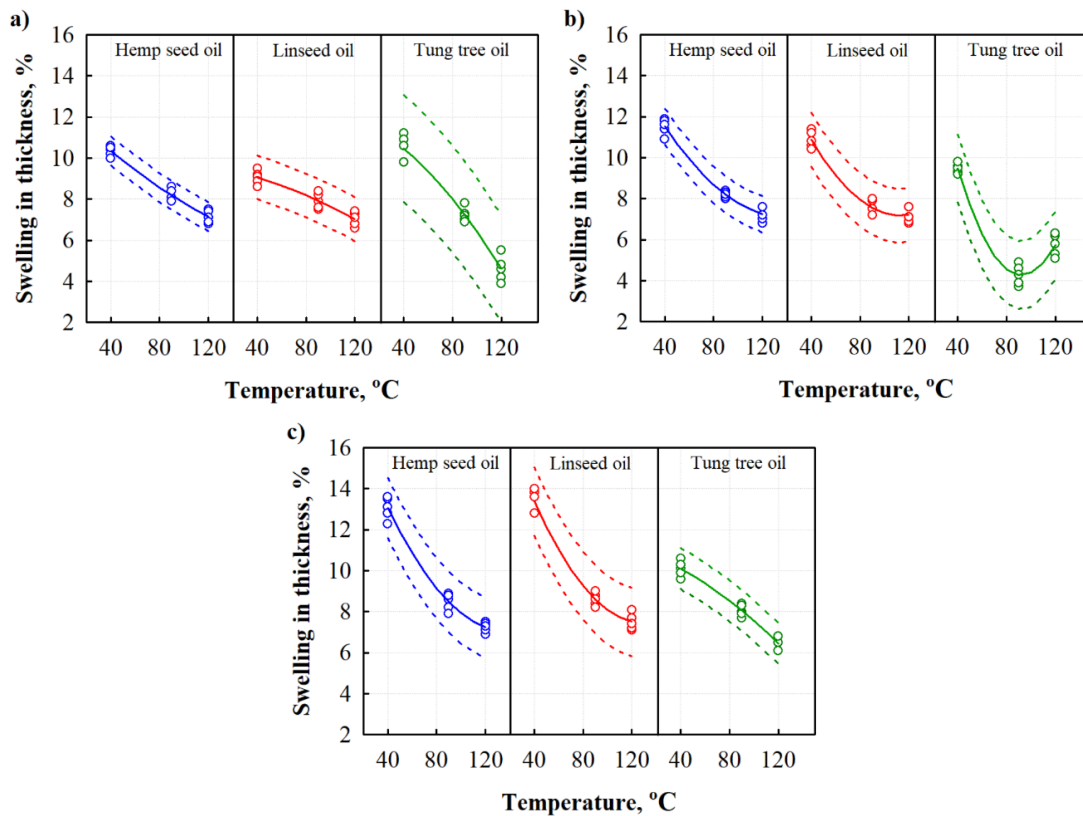 a)
Swelling in thickness, %
16
14
12
10
8
6
4
2
Hemp seed oil
Linseed oil
Tung tree oil
40 80 120 40 80 120 40 80 120
Temperature, °C
b)
Swelling in thickness, %
16
14
12
10
8
6
4
2
Hemp seed oil
Linseed oil
Tung tree oil
40 80 120 40 80 120 40 80 120
Temperature, °C
c)
Swelling in thickness, %
16
14
12
10
8
6
4
2
Hemp seed oil
Linseed oil
Tung tree oil
40 80 120 40 80 120 40 80 120
Temperature, °C